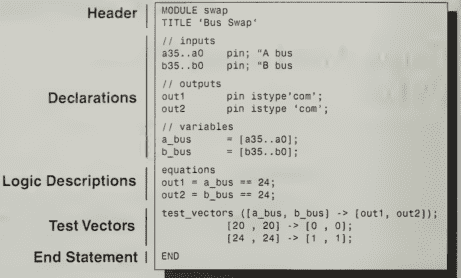 Header
MODULE swap
TITLE 'Bus Swap'
Declarations
// inputs
a35..a0 pin; "A bus
b35..b0 pin; "B bus
// outputs
out1 pin istype'com';
out2 pin istype 'com';
// variables
a_bus = [a35..a0];
b_bus = [b35..b0];
Logic Descriptions
equations
out1 = a_bus == 24;
out2 = b_bus == 24;
Test Vectors
test_vectors ([a_bus, b_bus] -> [out1, out2]);
[20 , 20] -> [0 , 0];
[24 , 24] -> [1 , 1];
End Statement
END